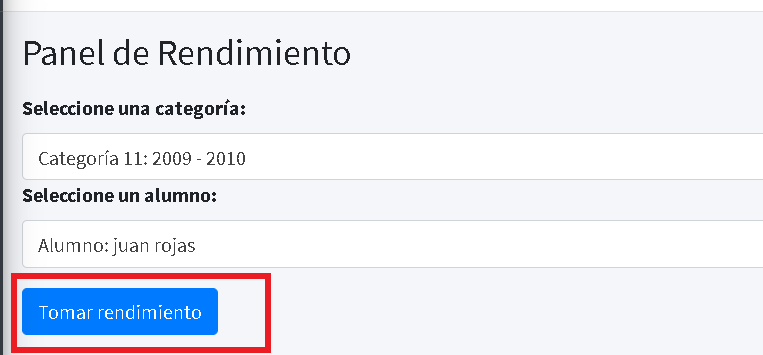 Panel de Rendimiento
Seleccione una categoría:
Categoría 11: 2009 - 2010
Seleccione un alumno:
Alumno: juan rojas
Tomar rendimiento